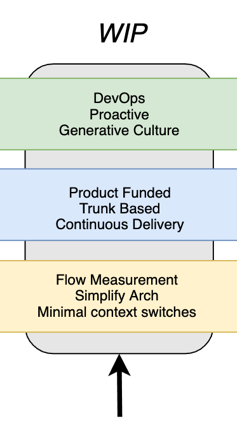 WIP
DevOps
Proactive
Generative Culture
Product Funded
Trunk Based
Continuous Delivery
Flow Measurement
Simplify Arch
Minimal context switches